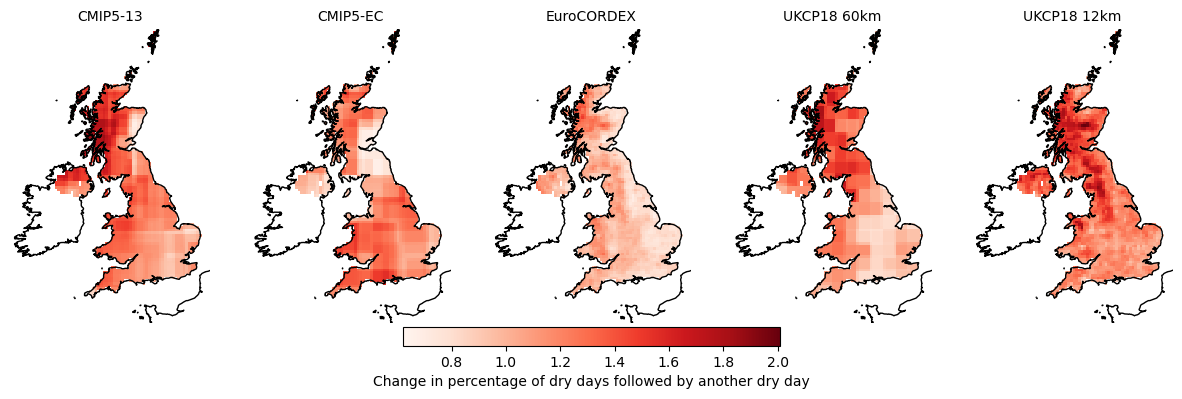 CMIP5-13 CMIP5-EC EuroCORDEX UKCP18 60km UKCP18 12km
0.8 1.0 1.2 1.4 1.6 1.8 2.0
Change in percentage of dry days followed by another dry day